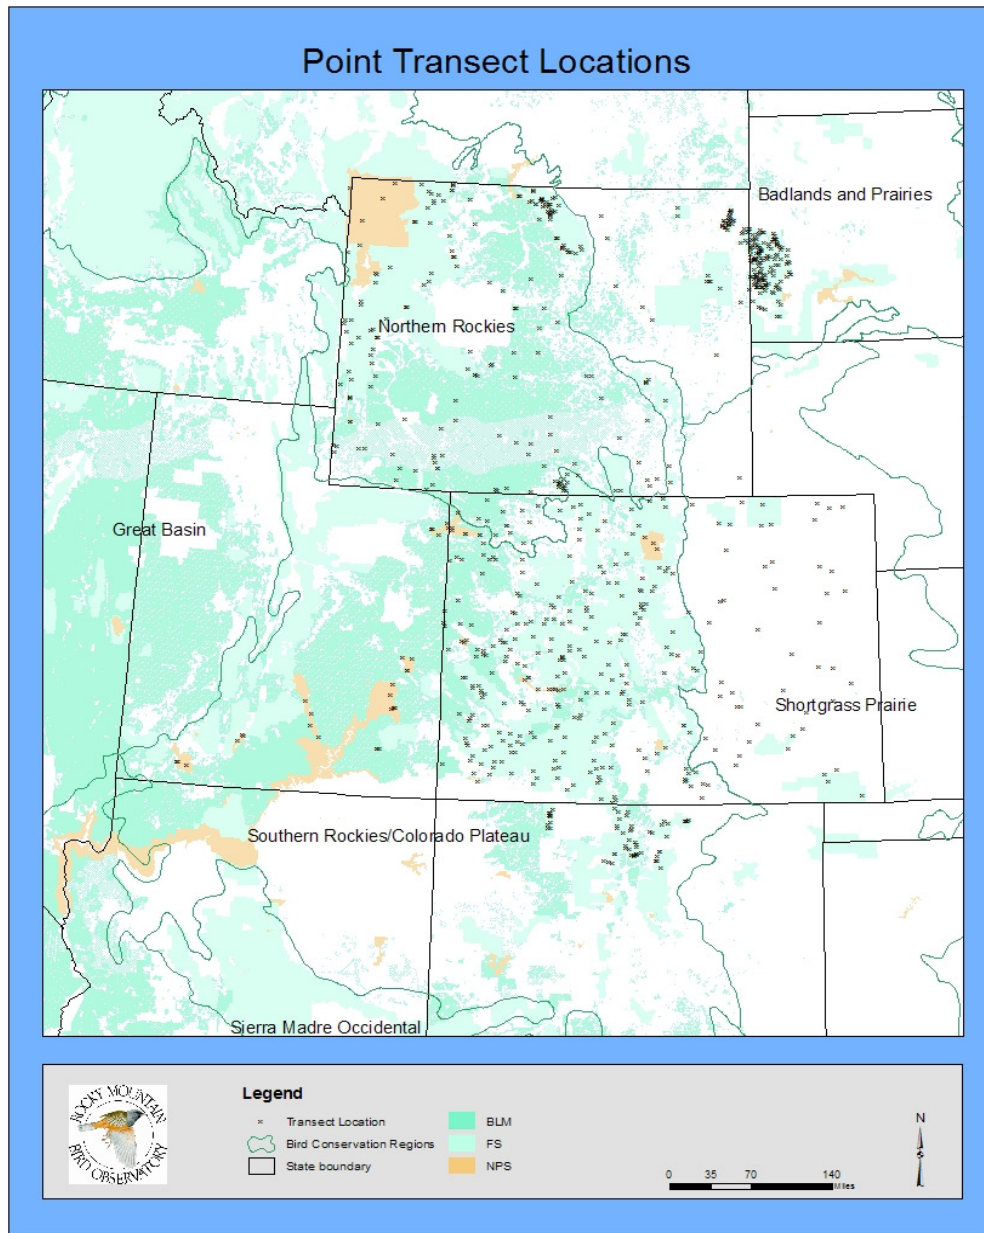 Point Transect Locations
Badlands and Prairies
Northern Rockies
Great Basin
Shortgrass Prairie
Southern Rockies/Colorado Plateau
Sierra Madre Occidental
ROCKY MOUNTAIN
BIRD OBSERVATORY
Legend
Transect Location
Bird Conservation Regions
State boundary
BLM
FS
NPS
0 35 70 140
Miles
N